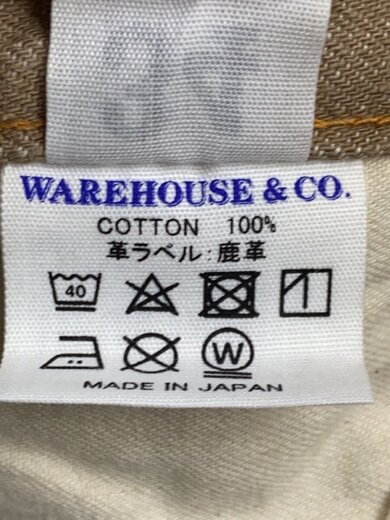 WAREHOUSE & CO.
COTTON 100%
革ラベル:鹿革
40
W
MADE IN JAPAN